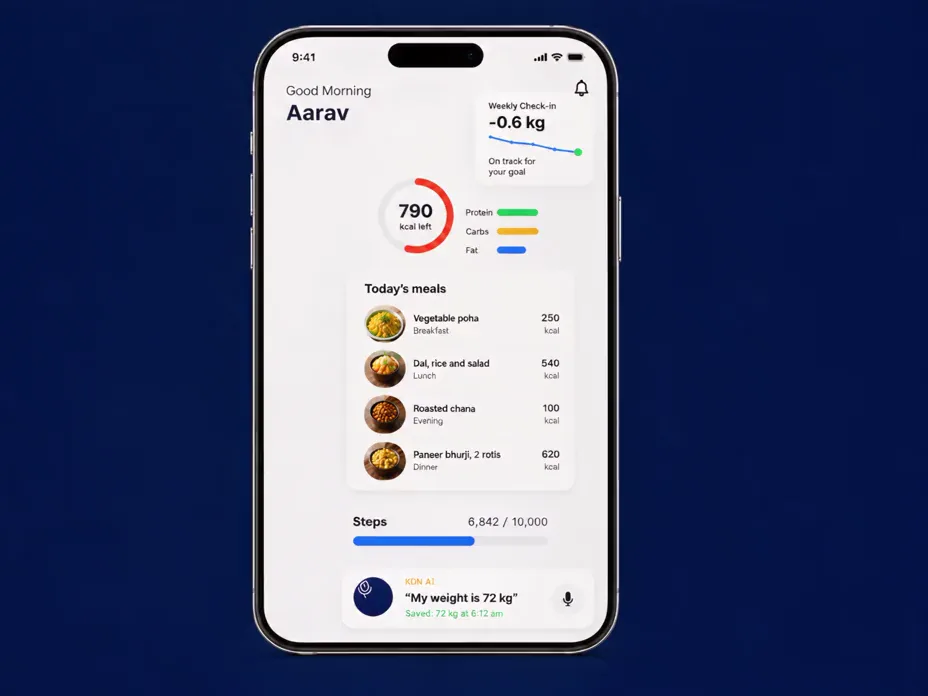 9:41
Good Morning
Aarav
Weekly Check-in
-0.6 kg
On track for
your goal
790
kcal left
Protein
Carbs
Fat
Today's meals
Vegetable poha
250
Breakfast
kcal
Dal, rice and salad
540
Lunch
kcal
Roasted chana
100
Evening
kcal
Paneer bhurji, 2 rotis
620
Dinner
kcal
Steps
6,842 / 10,000
KDN AI
“My weight is 72 kg”
Saved: 72 kg at 6:12 am